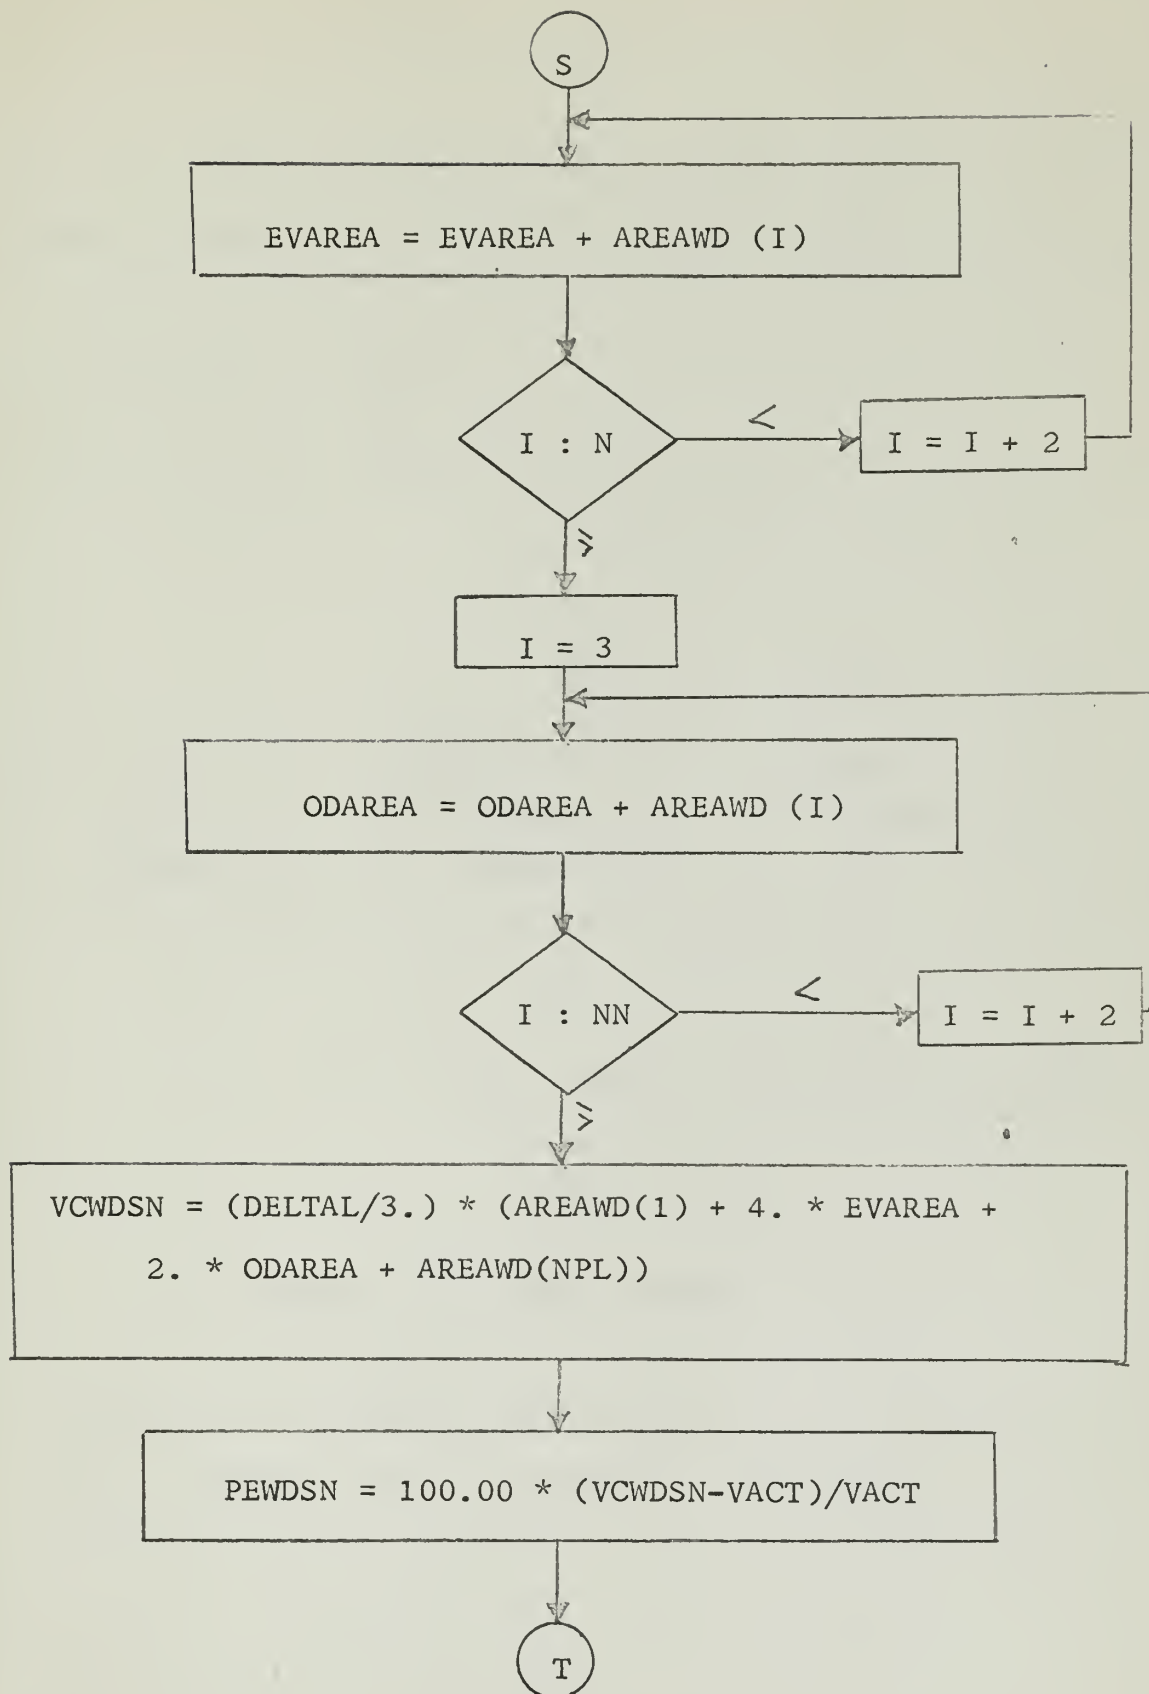 S
EVAREA = EVAREA + AREAWD (I)
I : N
<
I = I + 2
≥
I = 3
ODAREA = ODAREA + AREAWD (I)
I : NN
<
I = I + 2
≥
VCWDSN = (DELTAL/3.) * (AREAWD(1) + 4. * EVAREA +
2. * ODAREA + AREAWD(NPL))
PEWDSN = 100.00 * (VCWDSN-VACT)/VACT
T